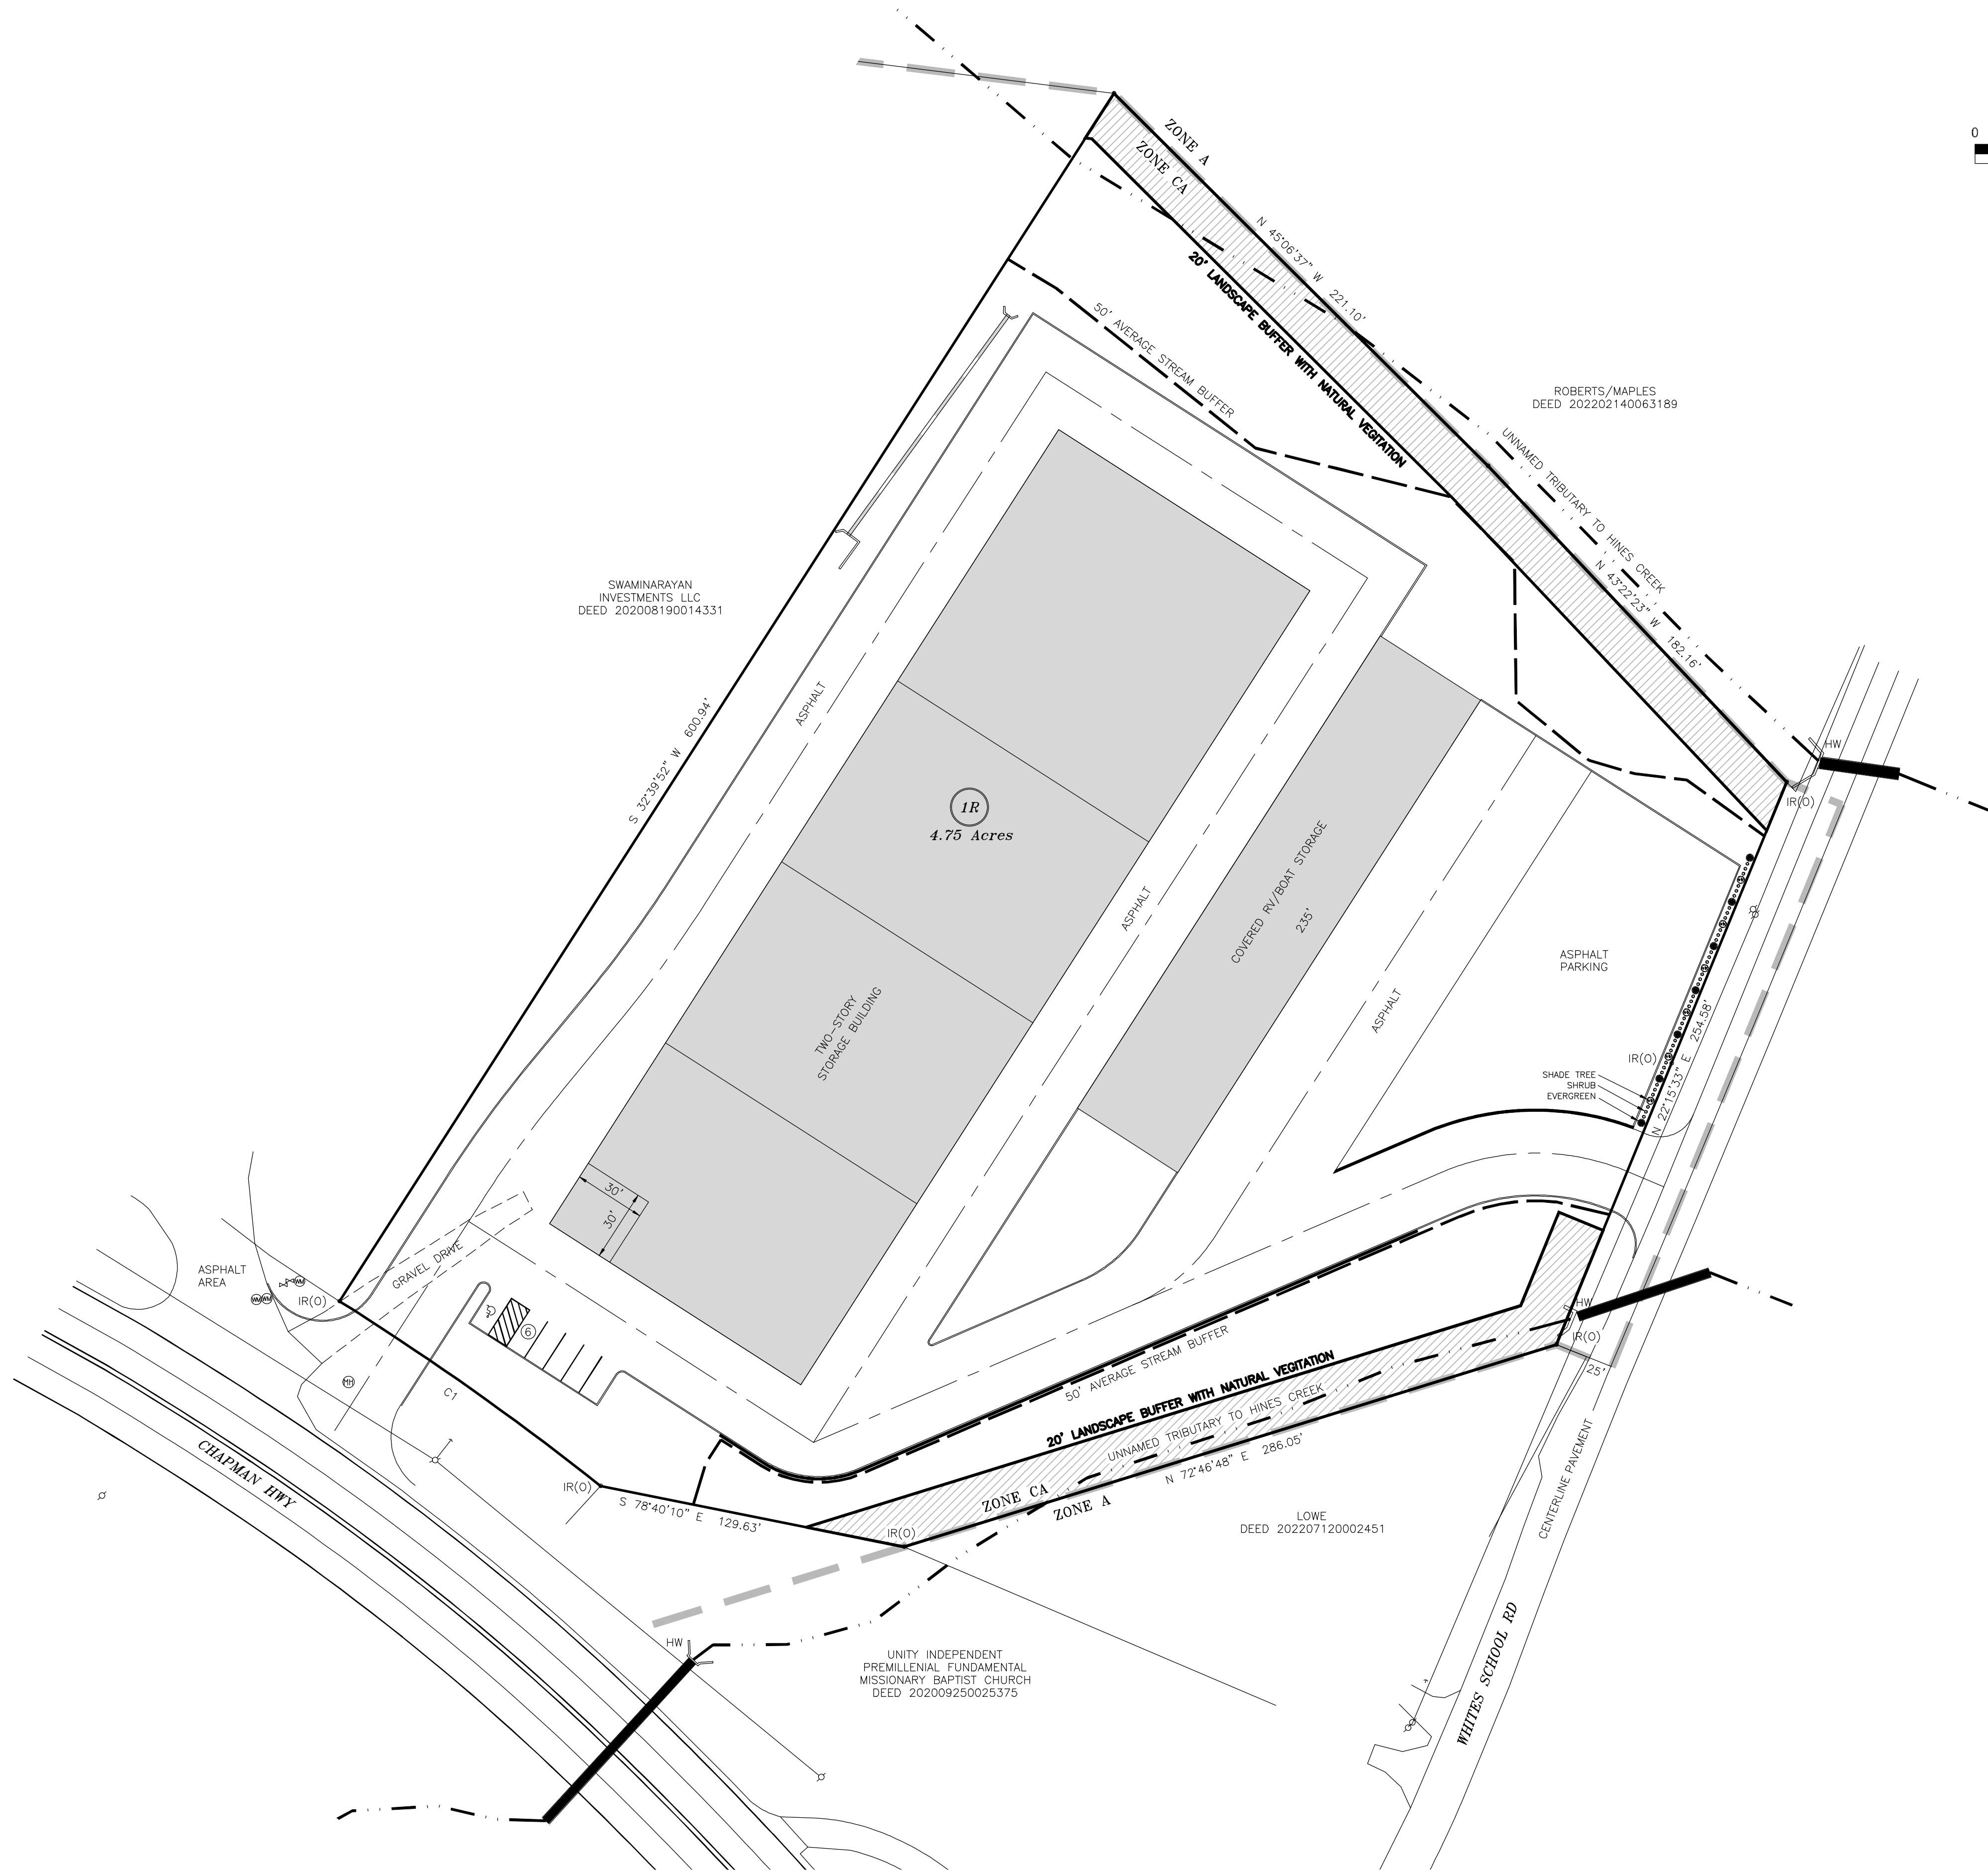 0
ZONE A
ZONE CA
N 45°06'37" W 221.10'
20' LANDSCAPE BUFFER WITH NATURAL VEGITATION
50' AVERAGE STREAM BUFFER
ROBERTS/MAPLES
DEED 202202140063189
UNNAMED TRIBUTARY TO HINES CREEK
N 43°22'23" W 182.16'
SWAMINARAYAN
INVESTMENTS LLC
DEED 202008190014331
S 32°39'52" W 600.94'
ASPHALT
1R
4.75 Acres
HW
IR(O)
COVERED RV/BOAT STORAGE
235'
ASPHALT
ASPHALT
ASPHALT
PARKING
TWO-STORY
STORAGE BUILDING
IR(O)
N 22°15'33" E 254.58'
SHADE TREE
SHRUB
EVERGREEN
30'
30'
GRAVEL DRIVE
ASPHALT
AREA
WM
WM
WM
IR(O)
6
MH
C1
HW
IR(O)
25'
50' AVERAGE STREAM BUFFER
20' LANDSCAPE BUFFER WITH NATURAL VEGITATION
UNNAMED TRIBUTARY TO HINES CREEK
N 72°46'48" E 286.05'
CENTERLINE PAVEMENT
CHAPMAN HWY
IR(O)
S 78°40'10" E 129.63'
ZONE CA
ZONE A
IR(O)
LOWE
DEED 202207120002451
HW
UNITY INDEPENDENT
PREMILLENIAL FUNDAMENTAL
MISSIONARY BAPTIST CHURCH
DEED 202009250025375
WHITES SCHOOL RD